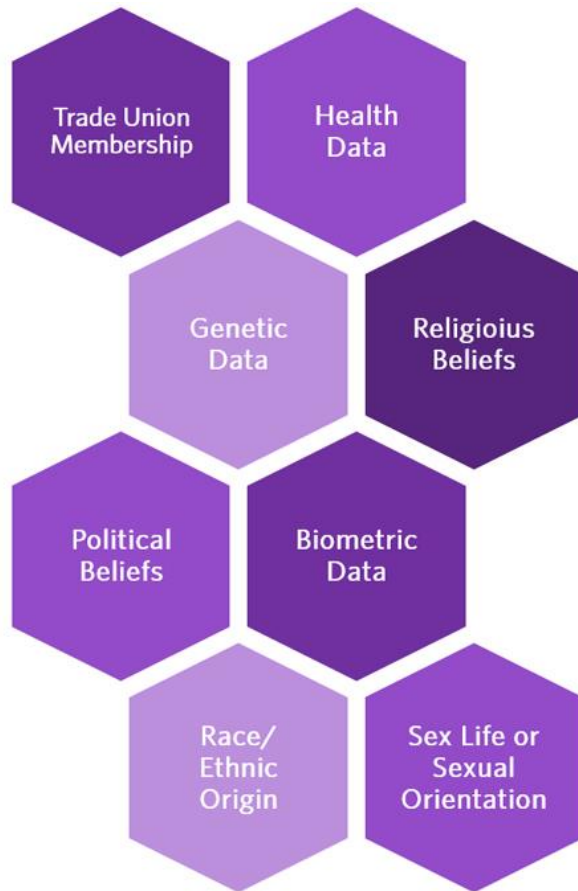 Trade Union
Membership
Health
Data
Genetic
Data
Religioius
Beliefs
Political
Beliefs
Biometric
Data
Race/
Ethnic
Origin
Sex Life or
Sexual
Orientation